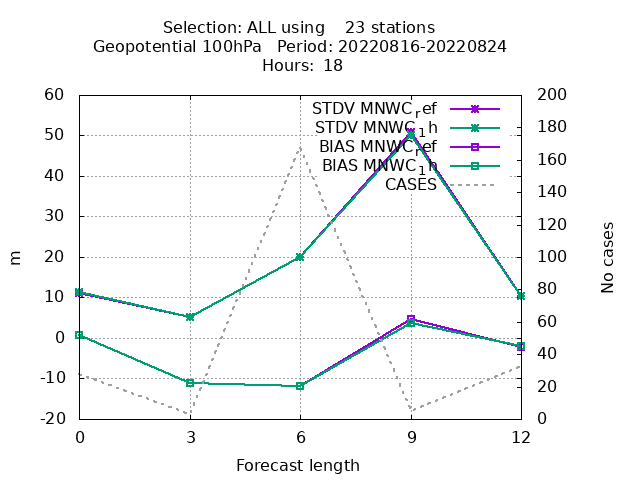 Selection: ALL using    23 stations
Geopotential 100hPa   Period: 20220816-20220824
Hours: 18
60
50
40
30
20
10
0
-10
-20
200
180
160
140
120
100
80
60
40
20
0
STDV MNWC_ref
STDV MNWC_1h
BIAS MNWC_ref
BIAS MNWC_1h
CASES
m
No cases
0 3 6 9 12
Forecast length